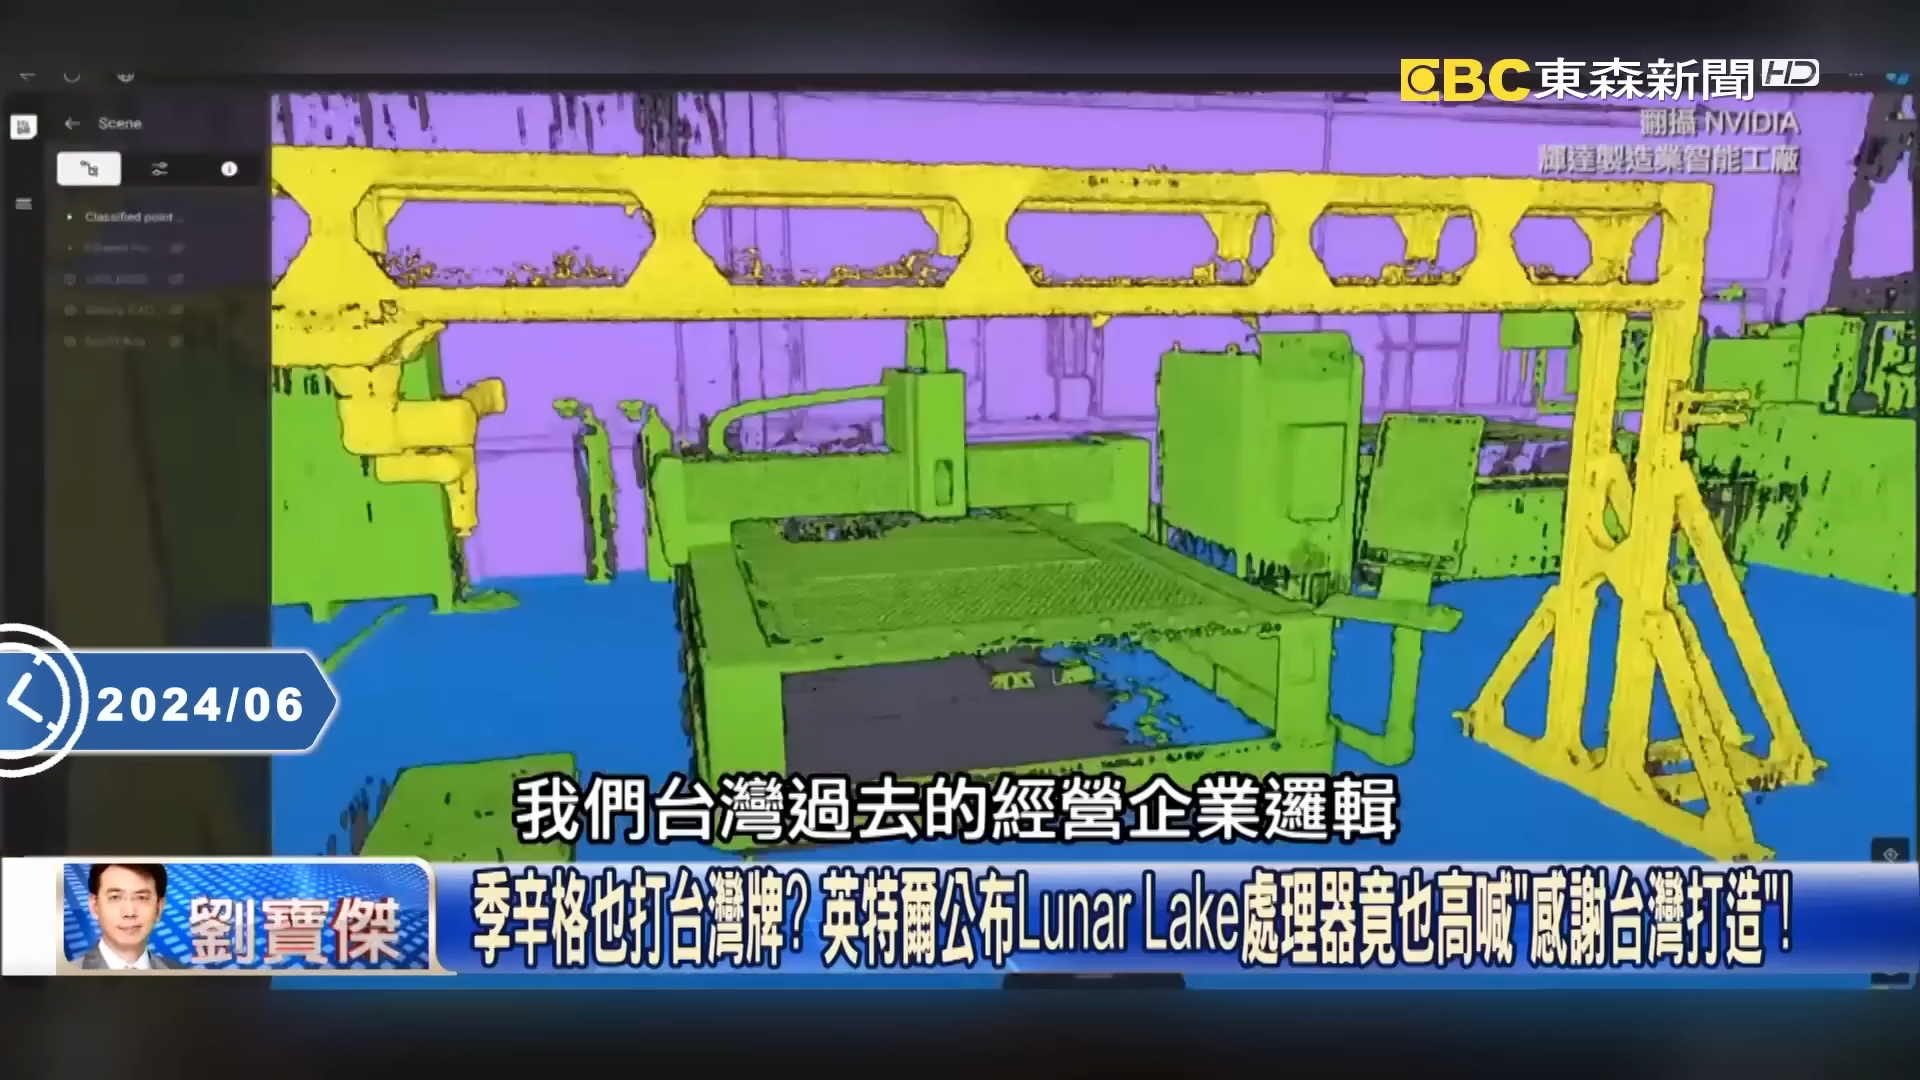 EBC東森新聞HD
翻攝 NVIDIA
輝達製造業智能工廠
Scene
Classified point ...
2024/06
我們台灣過去的經營企業邏輯
劉寶傑
季辛格也打台灣牌? 英特爾公布Lunar Lake處理器竟也高喊"感謝台灣打造"!